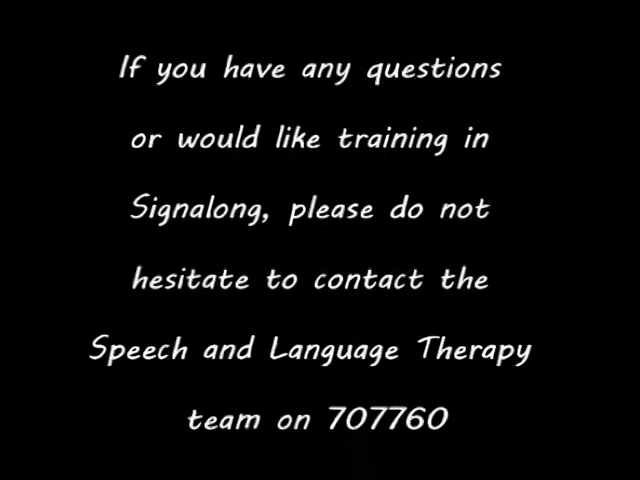 If you have any questions
or would like training in
Signalong, please do not
hesitate to contact the
Speech and Language Therapy
team on 707760